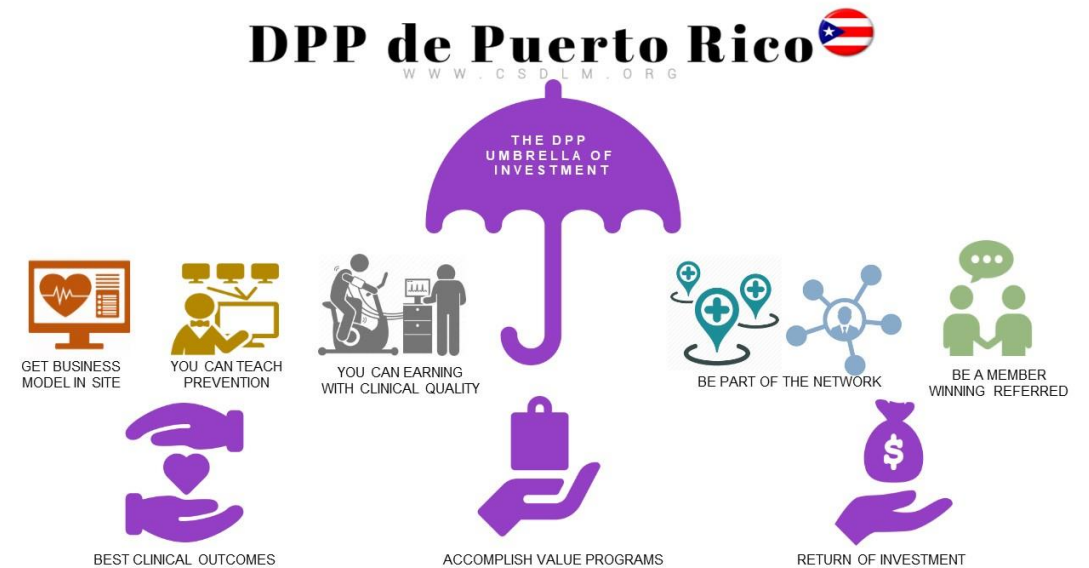 DPP de Puerto Rico
WWW.CSDLM.ORG
THE DPP
UMBRELLA OF
INVESTMENT
GET BUSINESS
MODEL IN SITE
YOU CAN TEACH
PREVENTION
YOU CAN EARNING
WITH CLINICAL QUALITY
BE PART OF THE NETWORK
BE A MEMBER
WINNING REFERRED
$
BEST CLINICAL OUTCOMES
ACCOMPLISH VALUE PROGRAMS
RETURN OF INVESTMENT